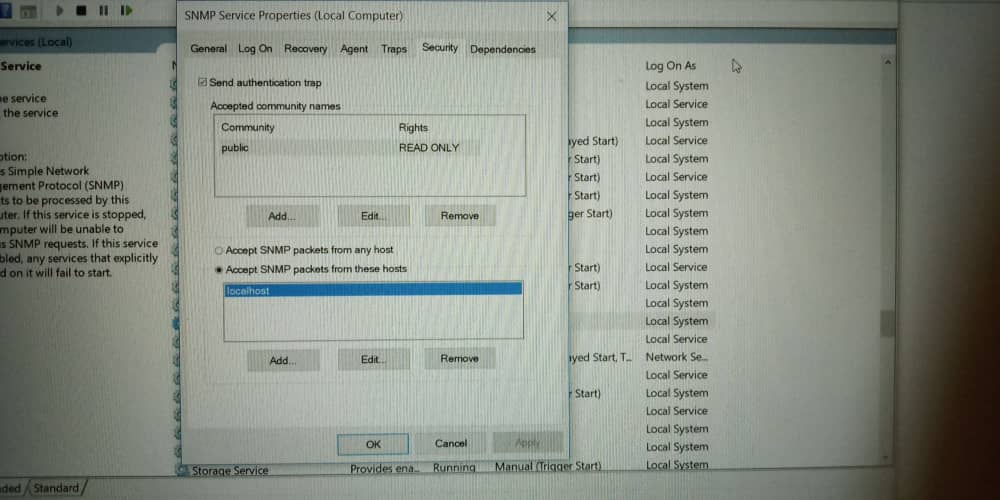 SNMP Service Properties (Local Computer)
ervices (Local)
General Log On Recovery Agent Traps Security Dependencies
Service
Log On As
Send authentication trap
Accepted community names
Community Rights
public READ ONLY
Add... Edit... Remove
Accept SNMP packets from any host
Accept SNMP packets from these hosts
localhost
Add... Edit... Remove
OK Cancel Apply
e service
the service
ption:
s Simple Network
gement Protocol (SNMP)
ts to be processed by this
uter. If this service is stopped,
mputer will be unable to
s SNMP requests. If this service
bled, any services that explicitly
d on it will fail to start.
Local System
Local Service
Local System
ayed Start) Local Service
r Start) Local System
r Start) Local Service
r Start) Local System
ger Start) Local System
Local System
Local System
r Start) Local Service
r Start) Local System
Local System
Local System
Local Service
ayed Start, T... Network Se...
Local Service
r Start) Local System
Local Service
Local System
Local System
Storage Service Provides ena... Running Manual (Trigger Start) Local System
ded Standard